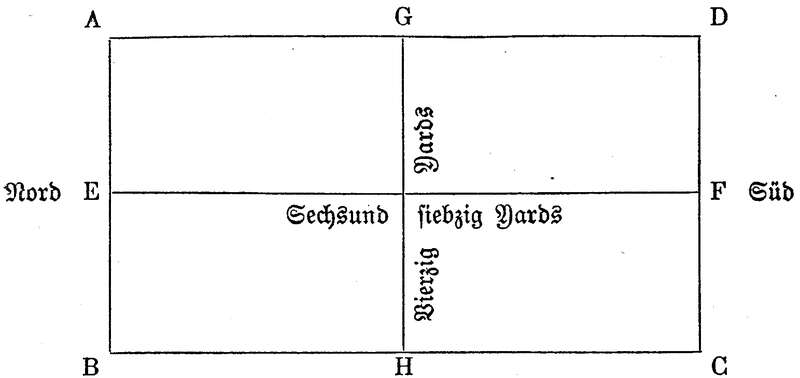 A G D
Yards
Nord E F Süd
Sechsund siebzig Yards
Vierzig
B H C